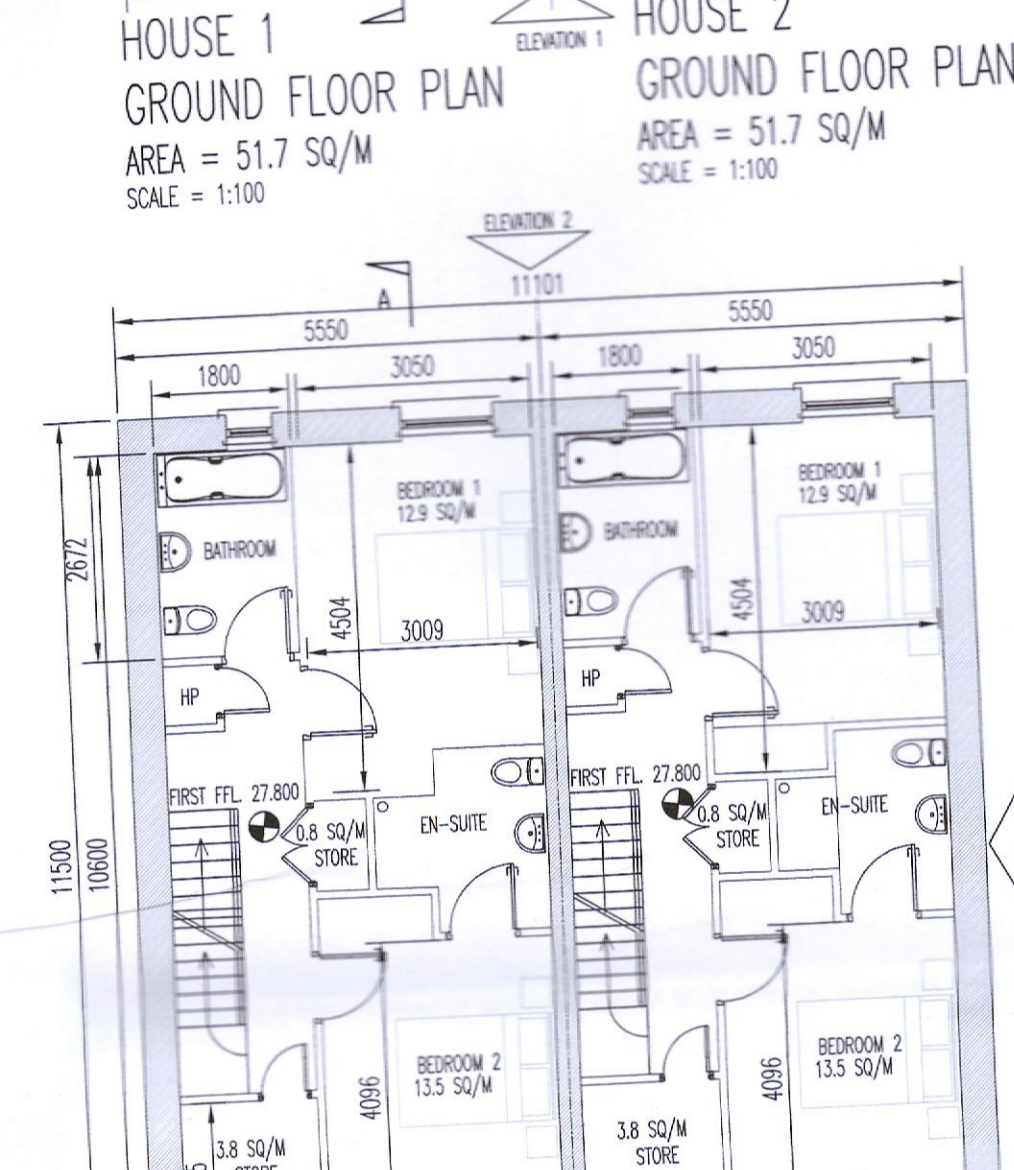 HOUSE 1
GROUND FLOOR PLAN
AREA = 51.7 SQ/M
SCALE = 1:100
ELEVATION 1
HOUSE 2
GROUND FLOOR PLAN
AREA = 51.7 SQ/M
SCALE = 1:100
ELEVATION 2
A
11101
5550
5550
1800
3050
1800
3050
BEDROOM 1
12.9 SQ/M
BEDROOM 1
12.9 SQ/M
BATHROOM
BATHROOM
2672
4504
3009
4504
3009
HP
HP
FIRST FFL. 27.800
FIRST FFL. 27.800
0.8 SQ/M
STORE
EN-SUITE
0.8 SQ/M
STORE
EN-SUITE
11500
10600
BEDROOM 2
13.5 SQ/M
BEDROOM 2
13.5 SQ/M
4096
4096
3.8 SQ/M
STORE
3.8 SQ/M
STORE